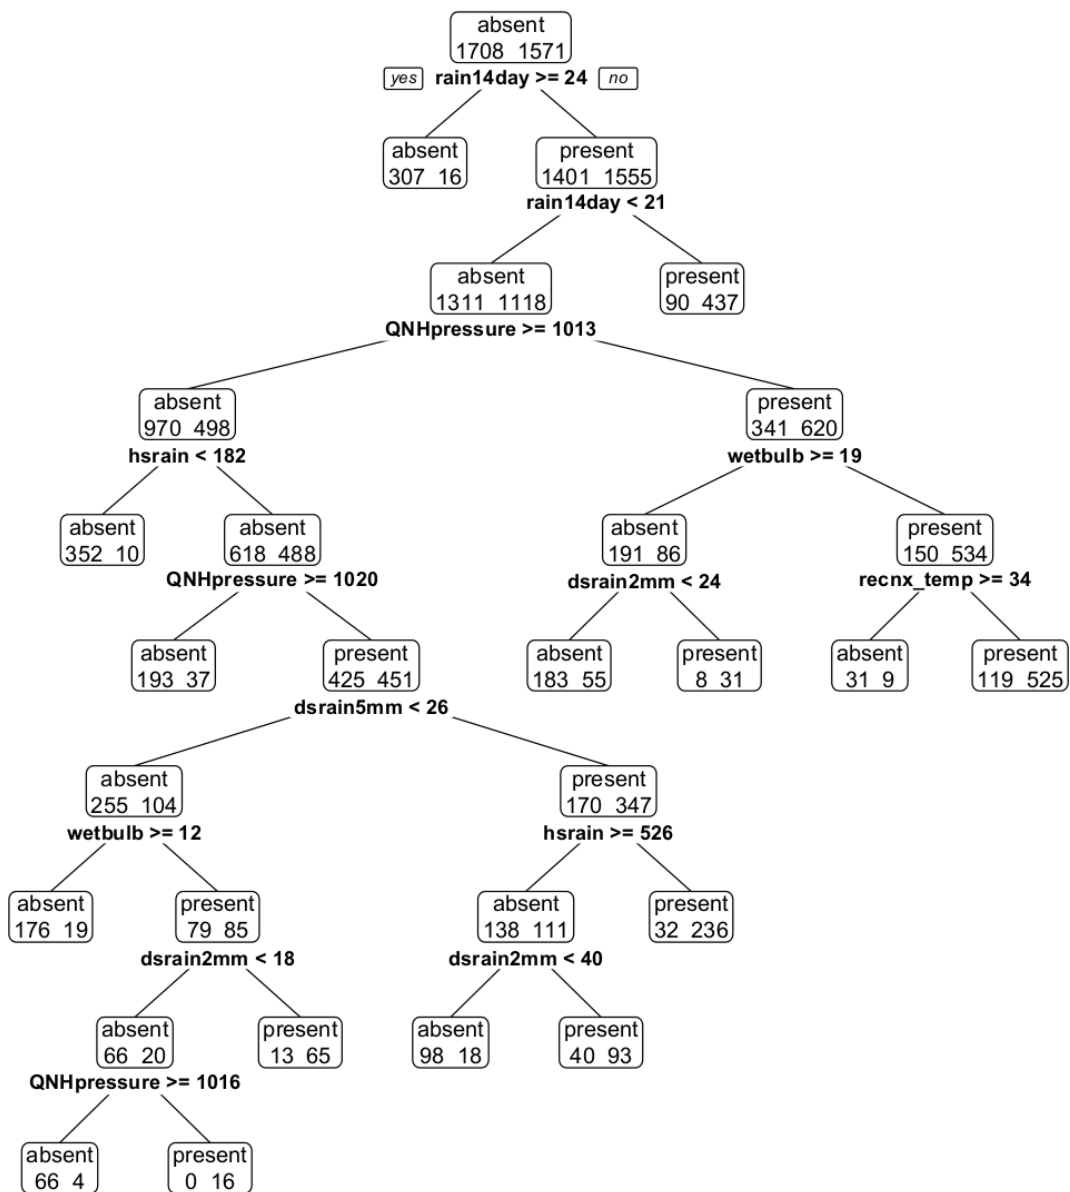 absent
1708 1571
yes rain14day >= 24 no
absent present
307 16 1401 1555
rain14day < 21
absent present
1311 1118 90 437
QNHpressure >= 1013
absent present
970 498 341 620
hsrain < 182 wetbulb >= 19
absent absent absent present
352 10 618 488 191 86 150 534
QNHpressure >= 1020 dsrain2mm < 24 recnx_temp >= 34
absent present absent present absent present
193 37 425 451 183 55 8 31 31 9 119 525
dsrain5mm < 26
absent present
255 104 170 347
wetbulb >= 12 hsrain >= 526
absent present absent present
176 19 79 85 138 111 32 236
dsrain2mm < 18 dsrain2mm < 40
absent present absent present
66 20 13 65 98 18 40 93
QNHpressure >= 1016
absent present
66 4 0 16